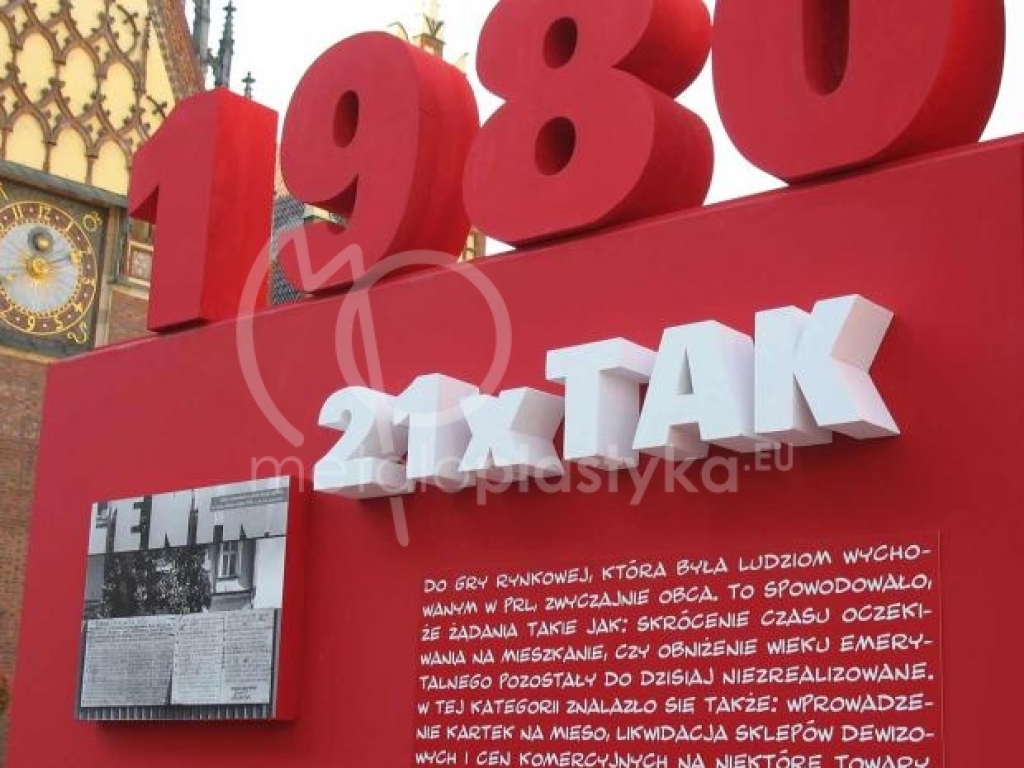 1980
21xTAK
metaloplastyka.EU
DO GRY RYNKOWEJ, KTÓRA BYŁA LUDZIOM WYCHO-
WANYM W PRL, ZWYCZAJNIE OBCA. TO SPOWODOWAŁO,
ŻE ŻĄDANIA TAKIE JAK: SKRÓCENIE CZASU OCZEKI-
WANIA NA MIESZKANIE, CZY OBNIŻENIE WIEKU EMERY-
TALNEGO POZOSTAŁY DO DZISIAJ NIEZREALIZOWANE.
W TEJ KATEGORII ZNALAZŁO SIĘ TAKŻE: WPROWADZE-
NIE KARTEK NA MIĘSO, LIKWIDACJA SKLEPÓW DEWIZO-
WYCH I CEN KOMERCYJNYCH NA NIEKTÓRE TOWARY